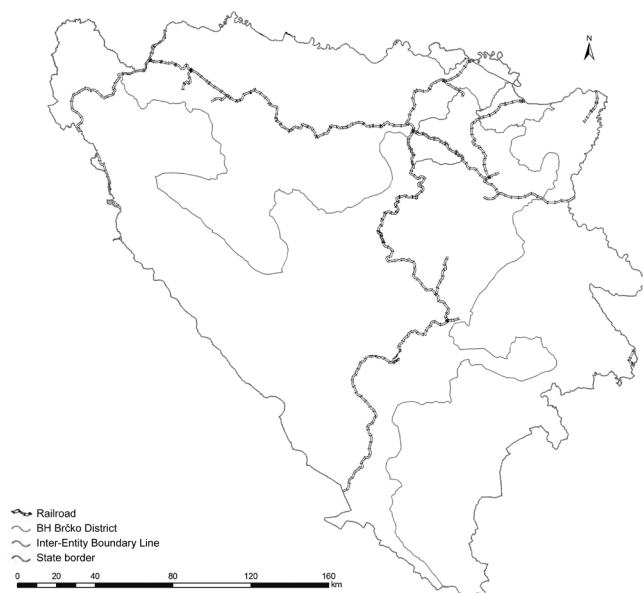 N
Railroad
BH Brčko District
Inter-Entity Boundary Line
State border
0 20 40 80 120 160
km